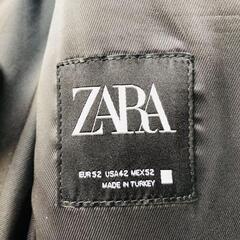 ZARA
EUR 52 USA 42 MEX 52
MADE IN TURKEY